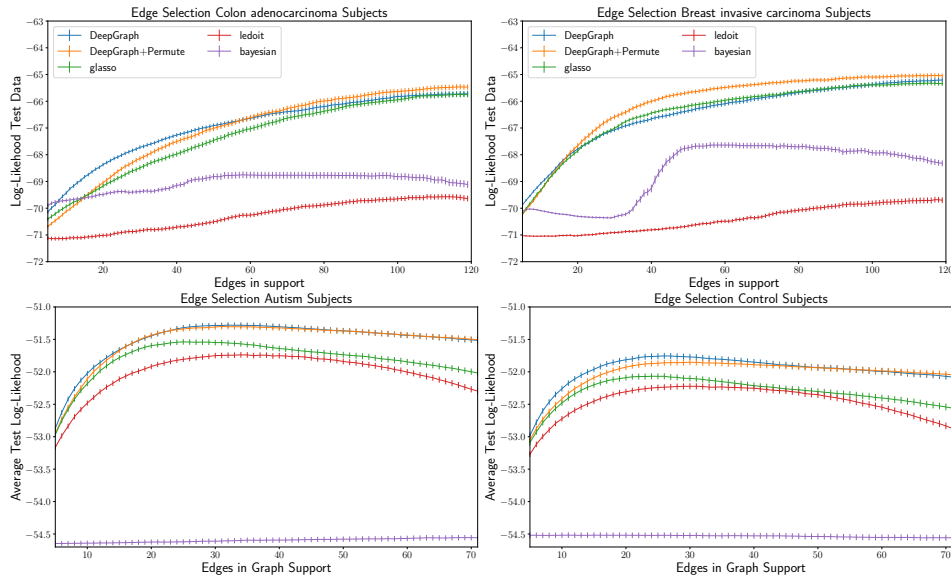 Edge Selection Colon adenocarcinoma Subjects
−63
−64
−65
−66
−67
−68
−69
−70
−71
−72
Log-Likelihood Test Data
DeepGraph
DeepGraph+Permute
glasso
ledoit
bayesian
20
40
60
80
100
120
Edges in support
Edge Selection Breast invasive carcinoma Subjects
−63
−64
−65
−66
−67
−68
−69
−70
−71
−72
Log-Likelihood Test Data
DeepGraph
DeepGraph+Permute
glasso
ledoit
bayesian
20
40
60
80
100
120
Edges in support
Edge Selection Autism Subjects
−51.0
−51.5
−52.0
−52.5
−53.0
−53.5
−54.0
−54.5
Average Test Log-Likelihood
10
20
30
40
50
60
70
Edges in Graph Support
Edge Selection Control Subjects
−51.0
−51.5
−52.0
−52.5
−53.0
−53.5
−54.0
−54.5
Average Test Log-Likelihood
10
20
30
40
50
60
70
Edges in Graph Support